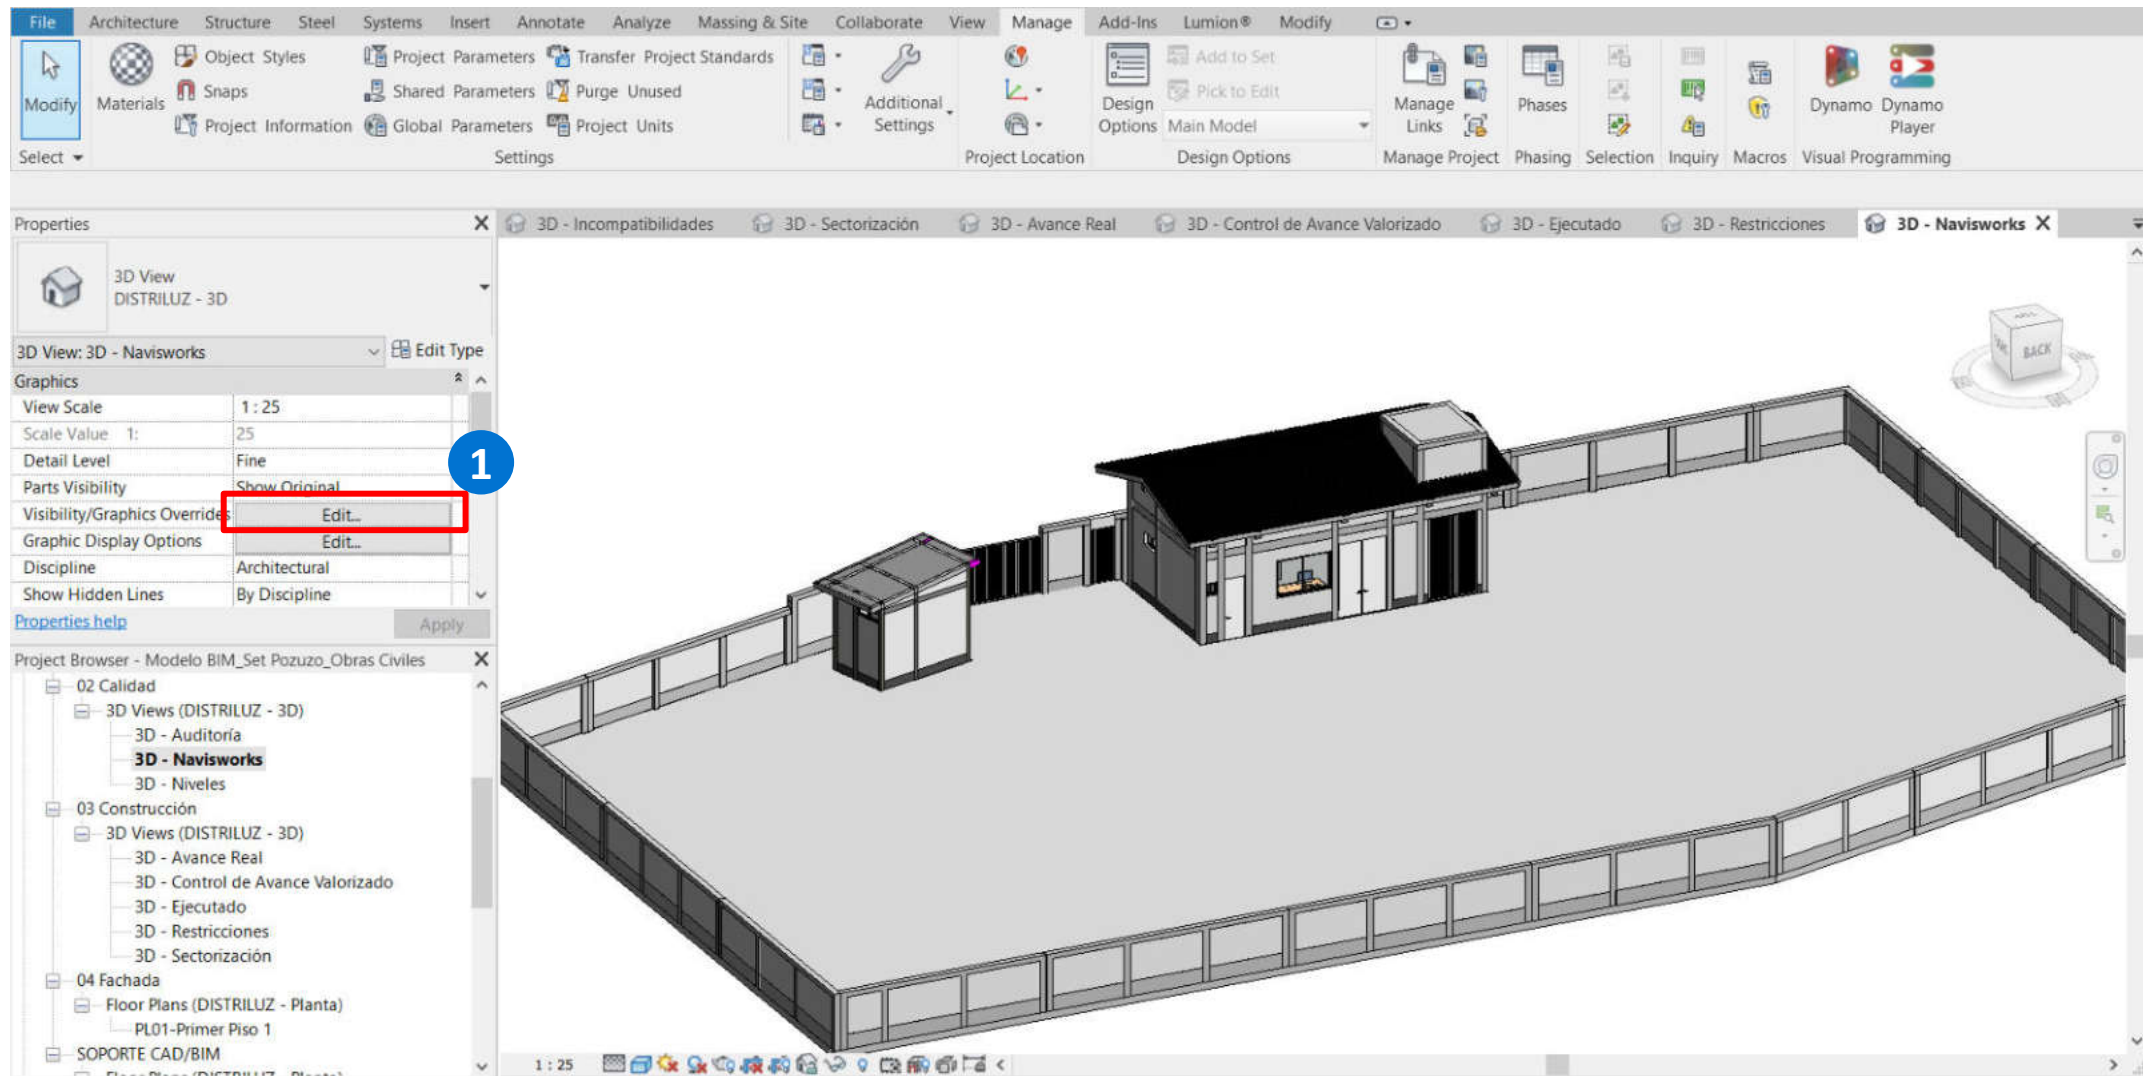 File Architecture Structure Steel Systems Insert Annotate Analyze Massing & Site Collaborate View Manage Add-Ins Lumion® Modify
Modify
Materials
Object Styles
Snaps
Project Information
Project Parameters
Shared Parameters
Global Parameters
Transfer Project Standards
Purge Unused
Project Units
Additional
Settings
Design
Options
Add to Set
Pick to Edit
Main Model
Manage
Links
Phases
Dynamo
Dynamo
Player
Select Settings Project Location Design Options Manage Project Phasing Selection Inquiry Macros Visual Programming
Properties
3D - Incompatibilidades 3D - Sectorización 3D - Avance Real 3D - Control de Avance Valorizado 3D - Ejecutado 3D - Restricciones 3D - Navisworks
3D View
DISTRILUZ - 3D
3D View: 3D - Navisworks Edit Type
Graphics
View Scale 1 : 25
Scale Value 1: 25
Detail Level Fine
Parts Visibility Show Original
Visibility/Graphics Overrides Edit...
Graphic Display Options Edit...
Discipline Architectural
Show Hidden Lines By Discipline
Properties help Apply
1
BACK
Project Browser - Modelo BIM_Set Pozuzo_Obras Civiles
02 Calidad
3D Views (DISTRILUZ - 3D)
3D - Auditoría
3D - Navisworks
3D - Niveles
03 Construcción
3D Views (DISTRILUZ - 3D)
3D - Avance Real
3D - Control de Avance Valorizado
3D - Ejecutado
3D - Restricciones
3D - Sectorización
04 Fachada
Floor Plans (DISTRILUZ - Planta)
PL01-Primer Piso 1
SOPORTE CAD/BIM
Floor Plans (DISTRILUZ - Planta)
1 : 25